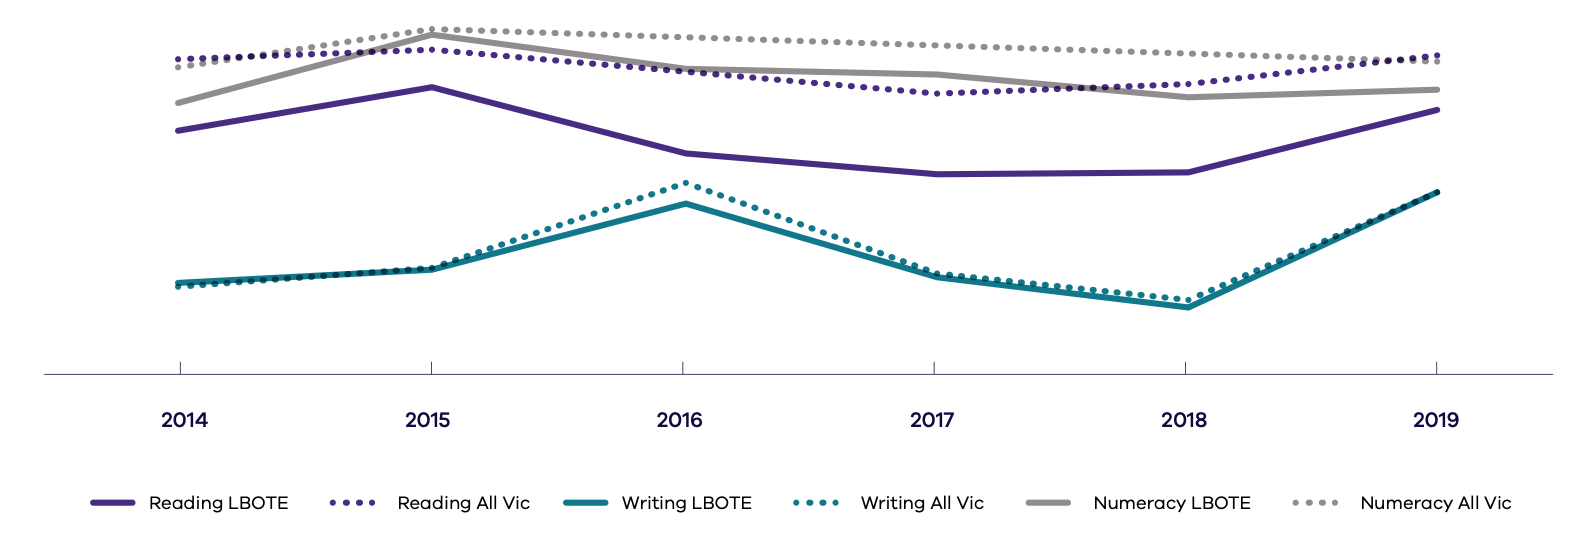 2014 2015 2016 2017 2018 2019
Reading LBOTE Reading All Vic Writing LBOTE Writing All Vic Numeracy LBOTE Numeracy All Vic